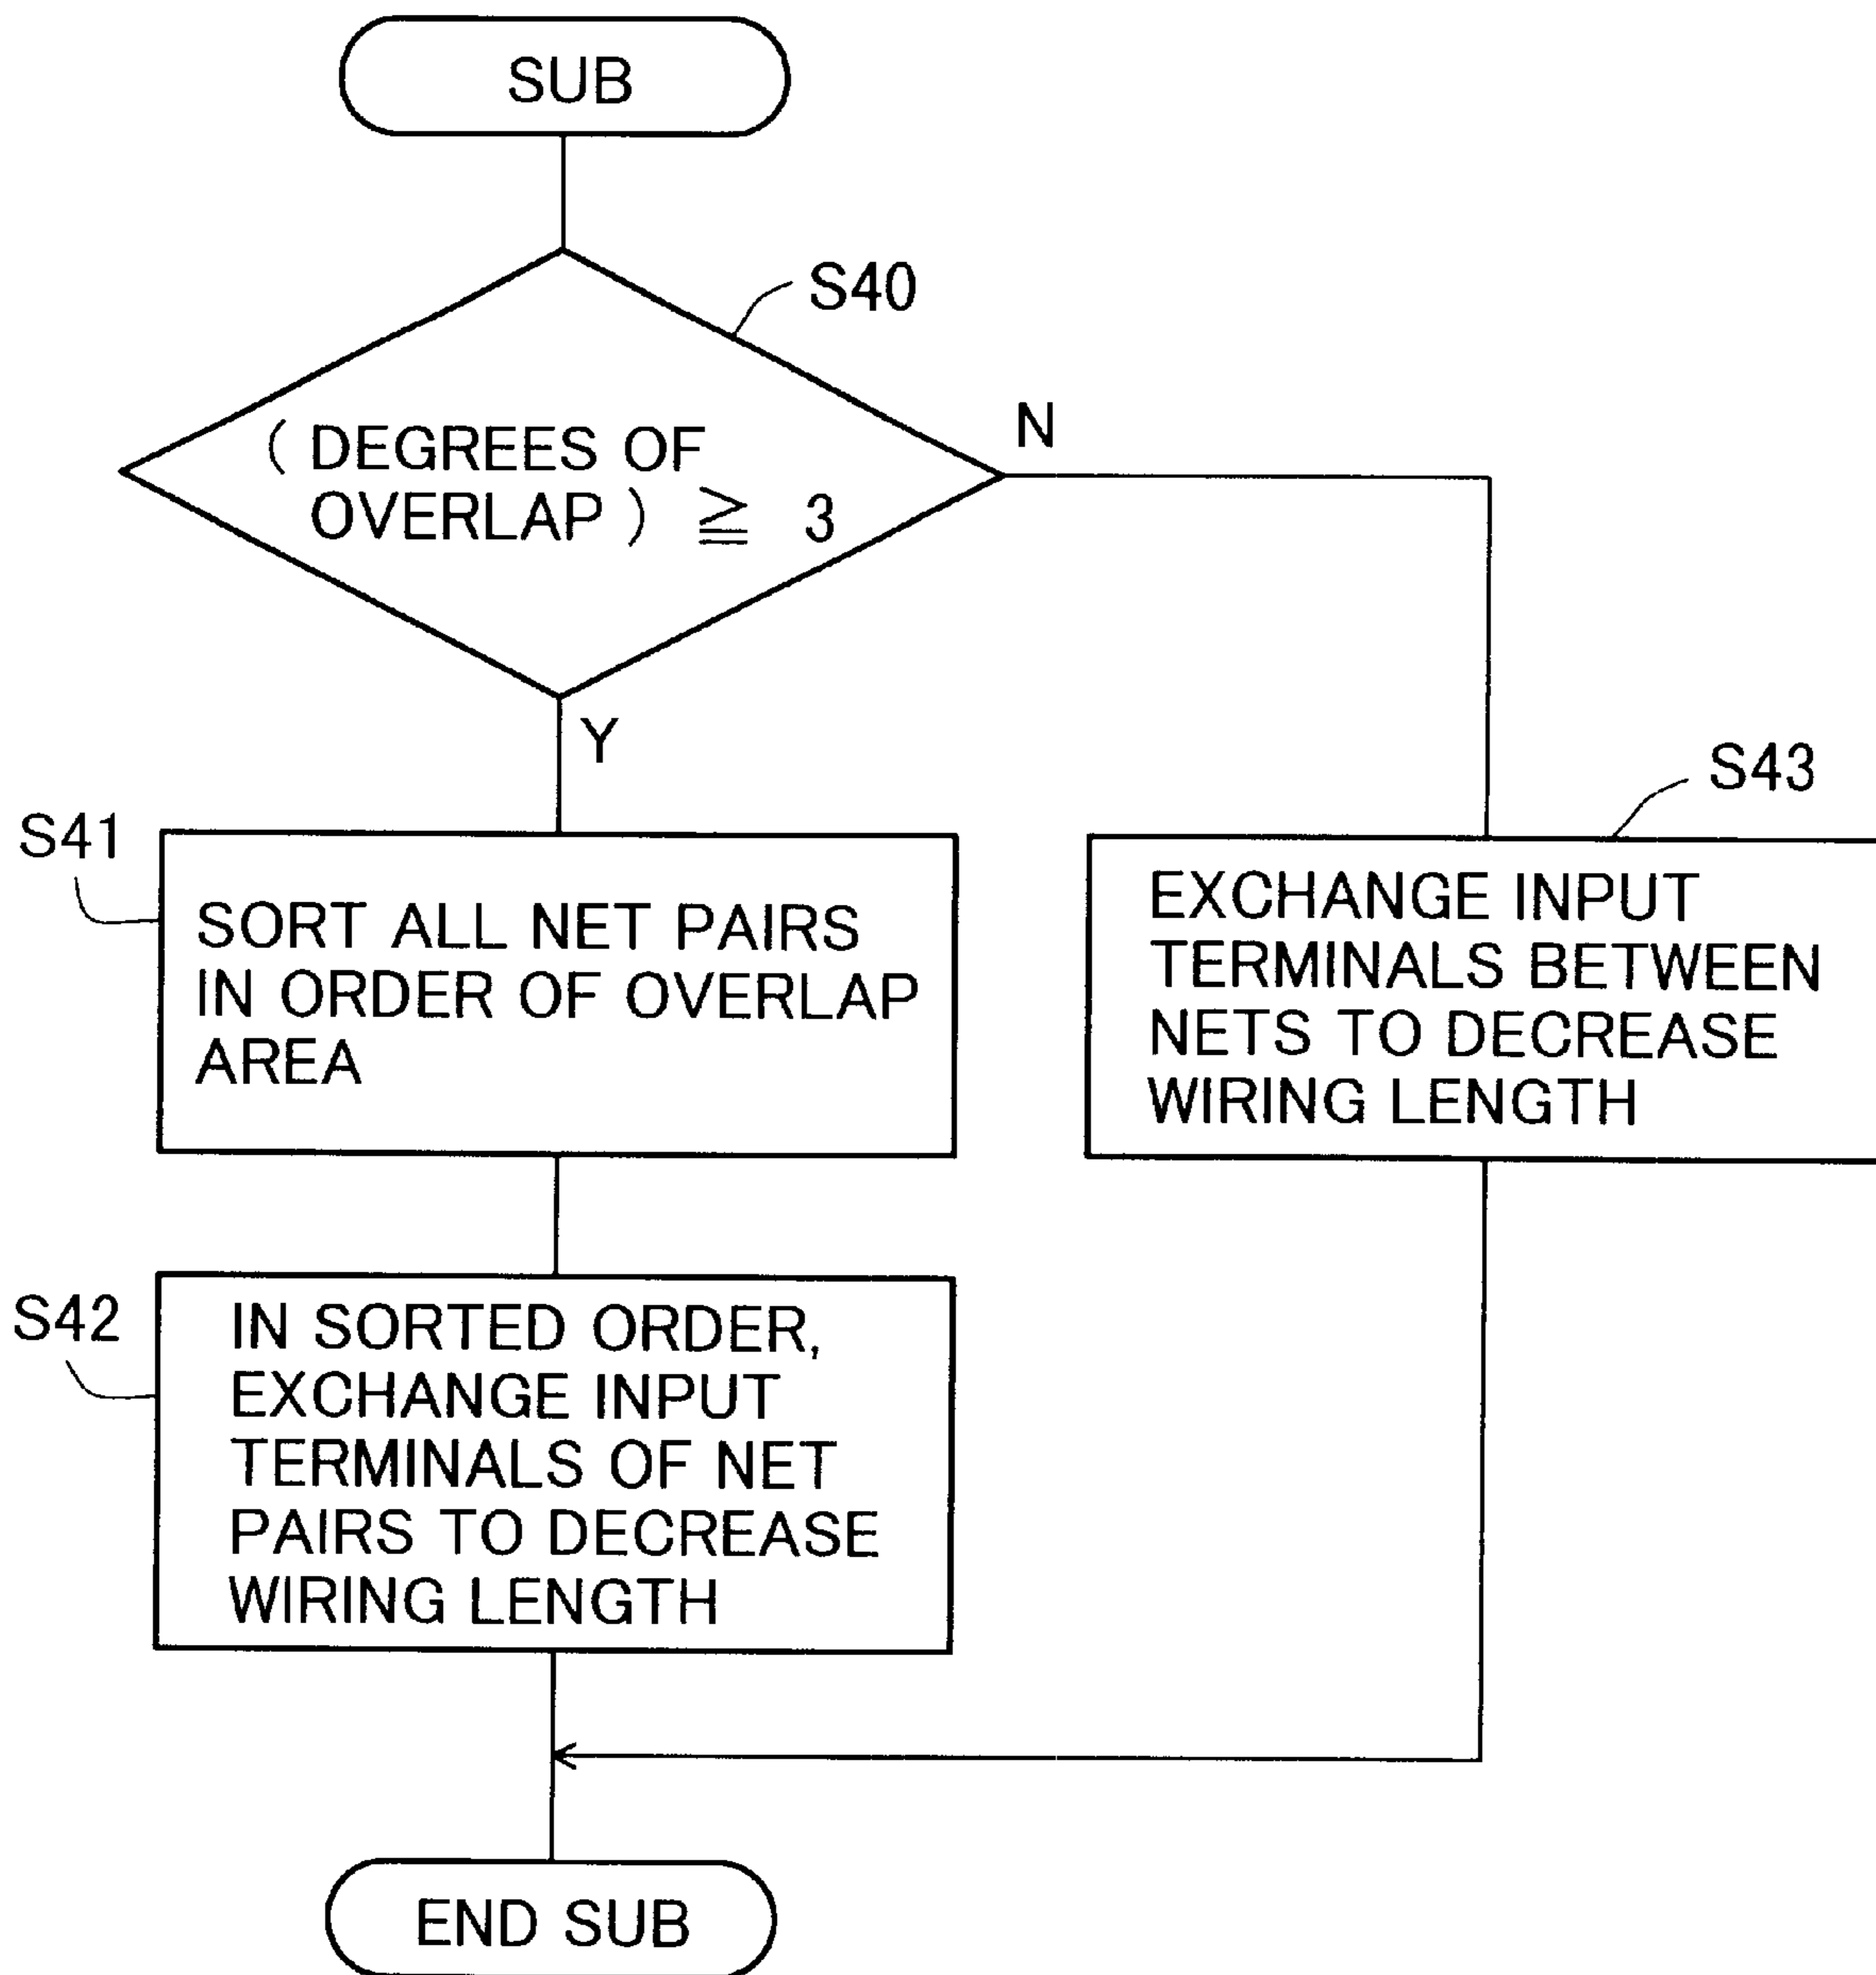 SUB
S40
( DEGREES OF
OVERLAP ) ≧ 3
N
Y
S41
SORT ALL NET PAIRS
IN ORDER OF OVERLAP
AREA
S43
EXCHANGE INPUT
TERMINALS BETWEEN
NETS TO DECREASE
WIRING LENGTH
S42
IN SORTED ORDER,
EXCHANGE INPUT
TERMINALS OF NET
PAIRS TO DECREASE
WIRING LENGTH
END SUB